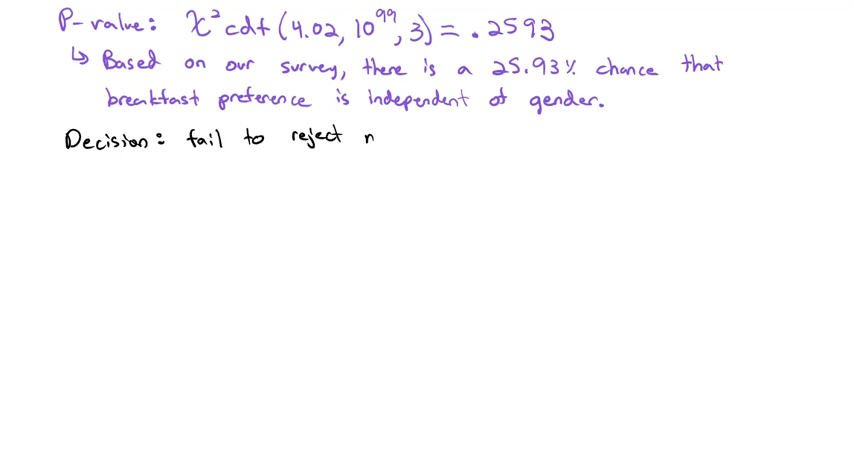 P-value: χ²cdf(4.02, 10⁹⁹, 3) = .2593
↳ Based on our survey, there is a 25.93% chance that
breakfast preference is independent of gender.
Decision: fail to reject n